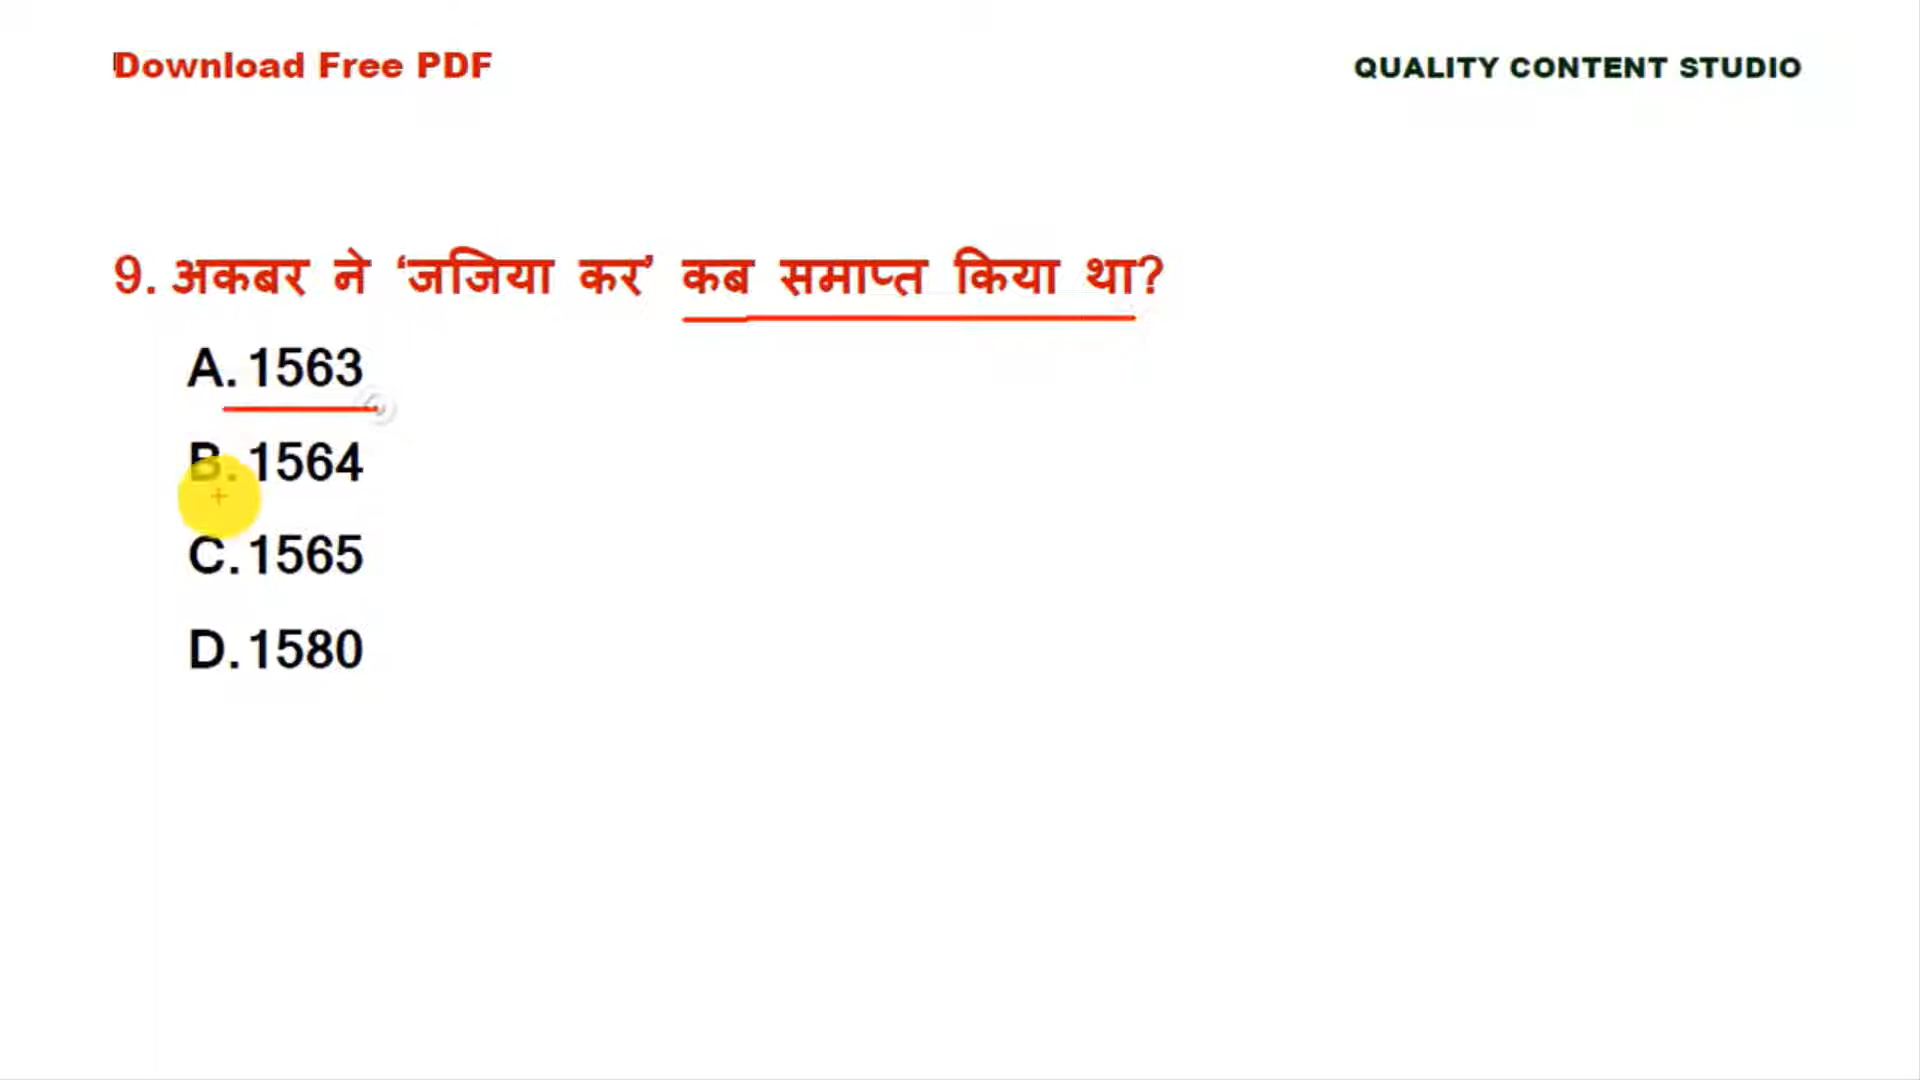 Download Free PDF
QUALITY CONTENT STUDIO
9. अकबर ने ‘जजिया कर’ कब समाप्त किया था?
A. 1563
B. 1564
C. 1565
D. 1580